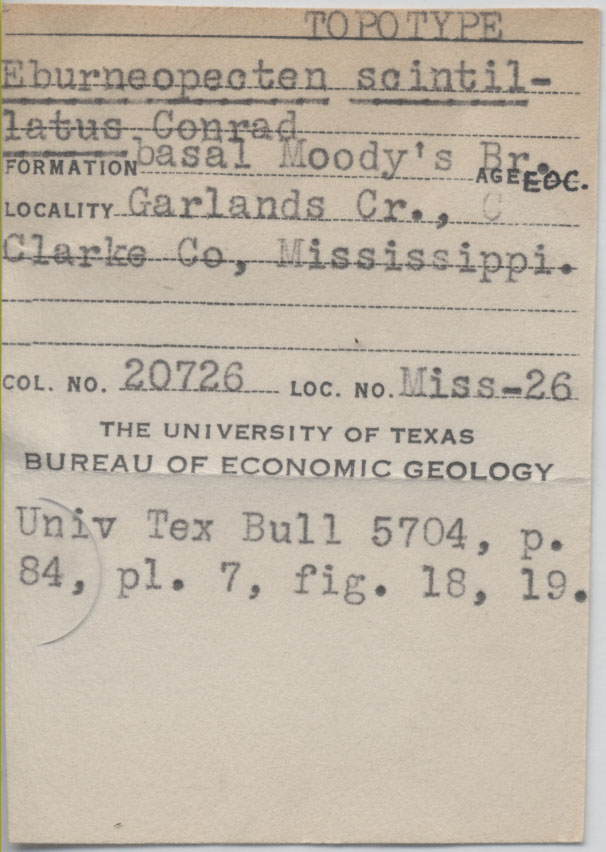 TOPOTYPE
Eburneopecten scintil-
latus Conrad
FORMATION basal Moody's Br. AGE EOC.
LOCALITY Garlands Cr., C
Clarke Co, Mississippi.
COL. NO. 20726 LOC. NO. Miss-26
THE UNIVERSITY OF TEXAS
BUREAU OF ECONOMIC GEOLOGY
Univ Tex Bull 5704, p.
84, pl. 7, fig. 18, 19.